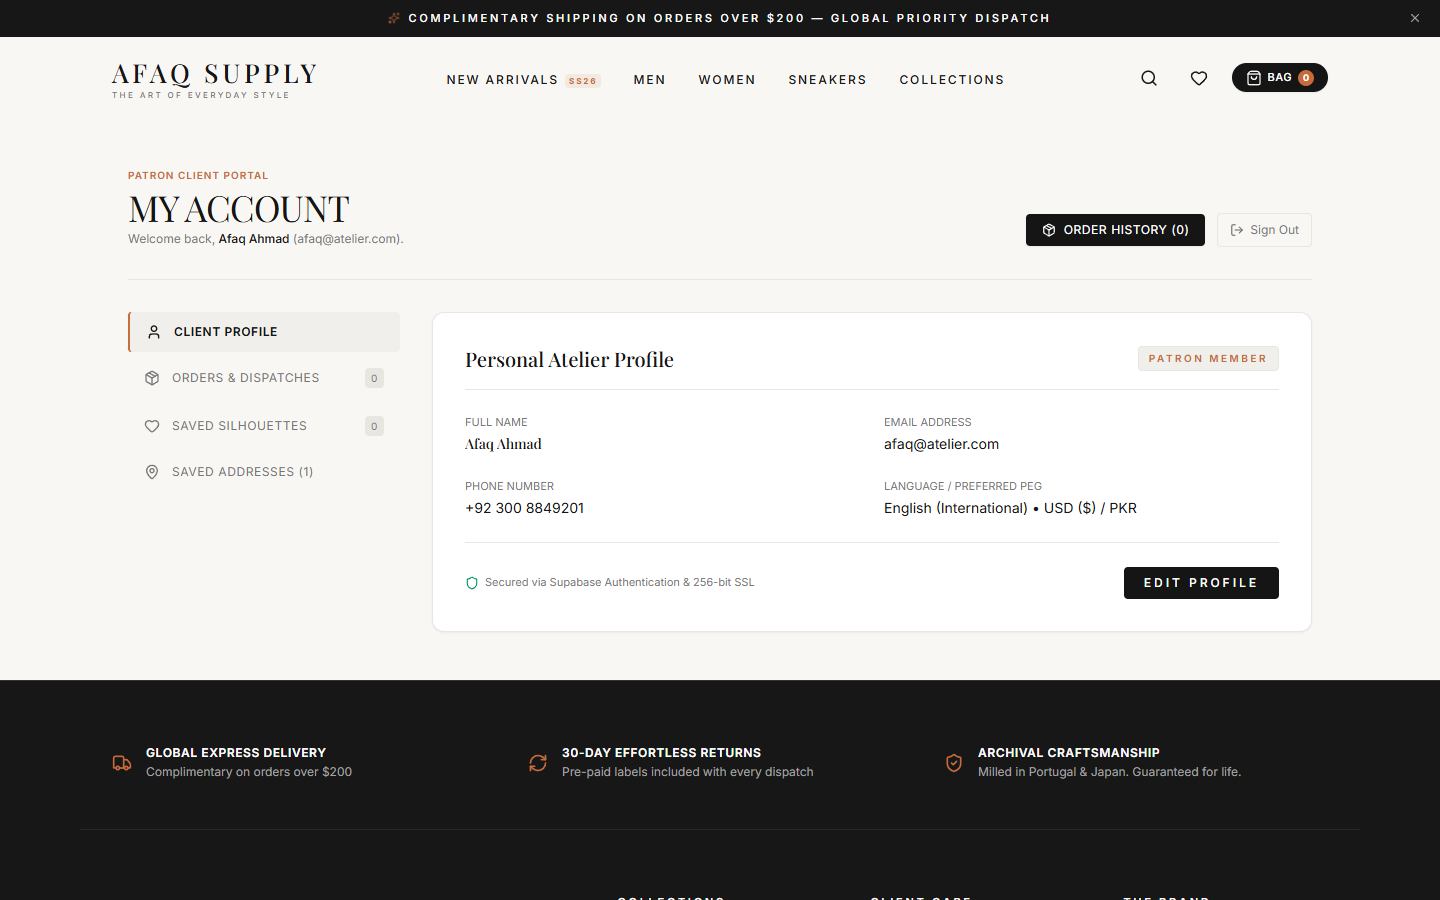 COMPLIMENTARY SHIPPING ON ORDERS OVER $200 — GLOBAL PRIORITY DISPATCH
AFAQ SUPPLY
THE ART OF EVERYDAY STYLE
NEW ARRIVALS SS26 MEN WOMEN SNEAKERS COLLECTIONS
BAG 0
PATRON CLIENT PORTAL
MY ACCOUNT
Welcome back, Afaq Ahmad (afaq@atelier.com).
ORDER HISTORY (0)
Sign Out
CLIENT PROFILE
ORDERS & DISPATCHES 0
SAVED SILHOUETTES 0
SAVED ADDRESSES (1)
Personal Atelier Profile
PATRON MEMBER
FULL NAME
Afaq Ahmad
EMAIL ADDRESS
afaq@atelier.com
PHONE NUMBER
+92 300 8849201
LANGUAGE / PREFERRED PEG
English (International) • USD ($) / PKR
Secured via Supabase Authentication & 256-bit SSL
EDIT PROFILE
GLOBAL EXPRESS DELIVERY
Complimentary on orders over $200
30-DAY EFFORTLESS RETURNS
Pre-paid labels included with every dispatch
ARCHIVAL CRAFTSMANSHIP
Milled in Portugal & Japan. Guaranteed for life.
COLLECTIONS CLIENT CARE THE BRAND